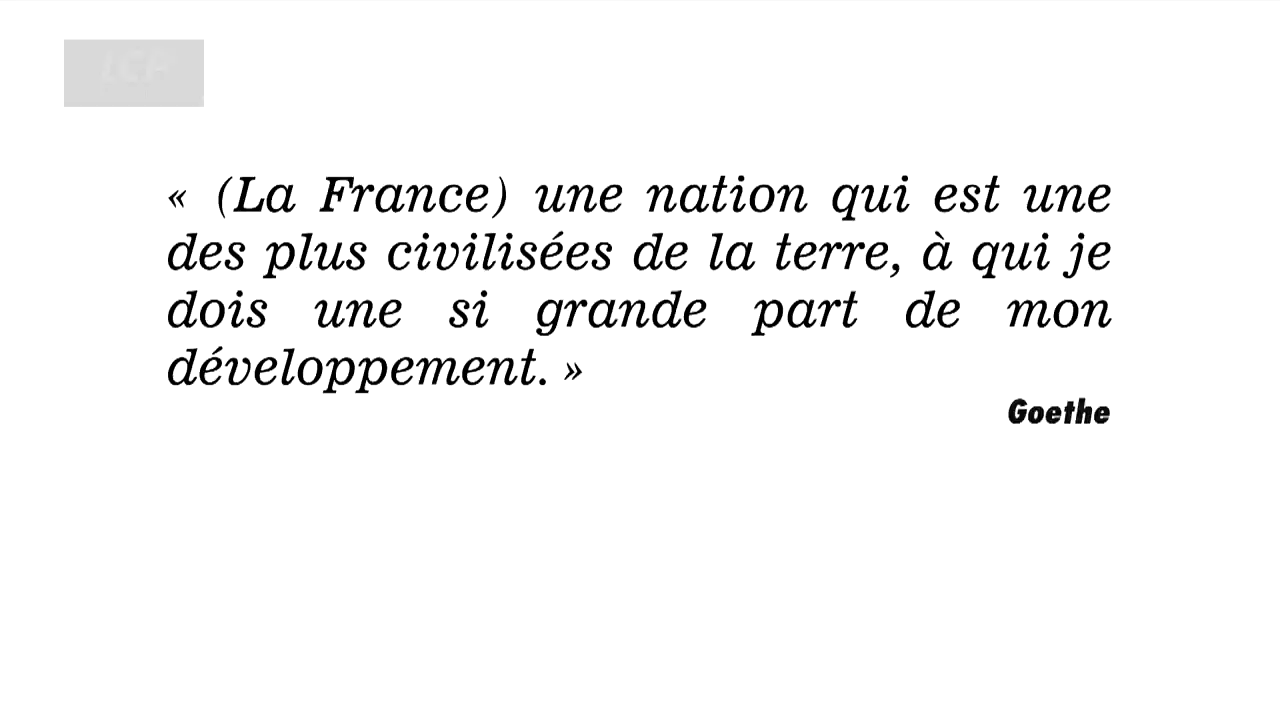 LCP
« (La France) une nation qui est une
des plus civilisées de la terre, à qui je
dois une si grande part de mon
développement. »
Goethe